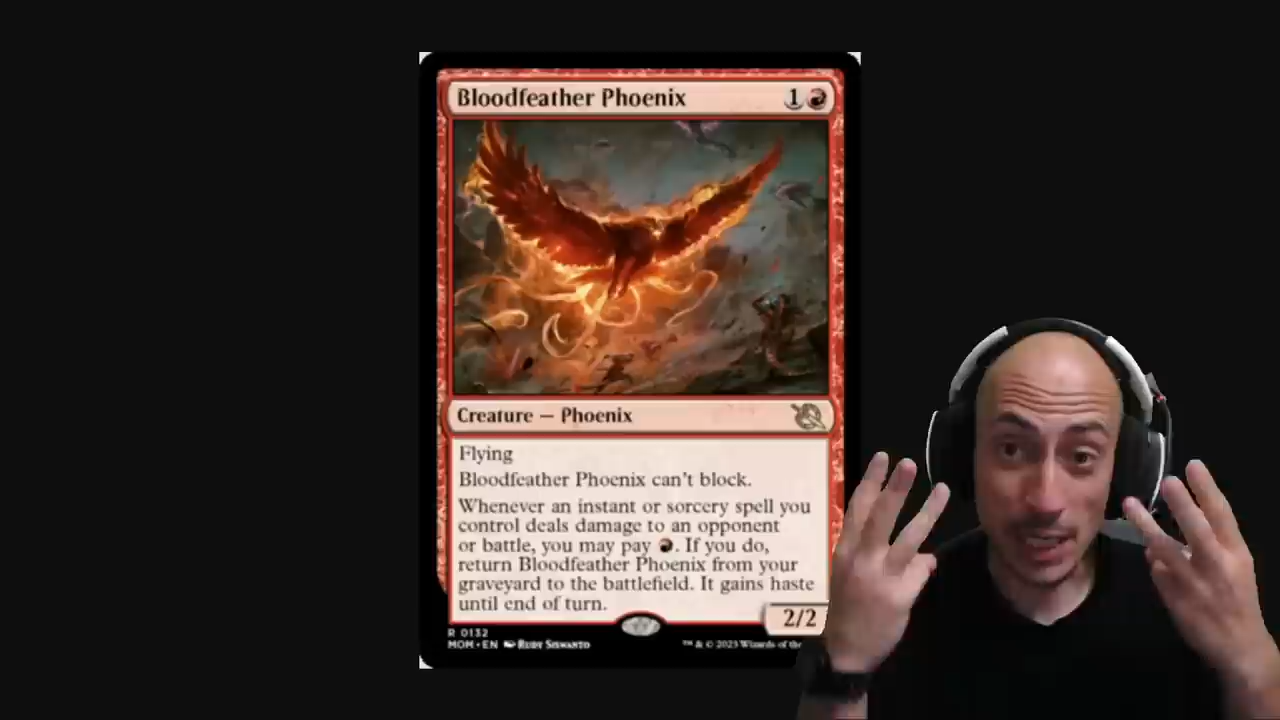 Bloodfeather Phoenix 1
Creature — Phoenix
Flying
Bloodfeather Phoenix can't block.
Whenever an instant or sorcery spell you
control deals damage to an opponent
or battle, you may pay . If you do,
return Bloodfeather Phoenix from your
graveyard to the battlefield. It gains haste
until end of turn.
2/2
R 0132
MOM • EN Rudy Siswanto
™ & © 2023 Wizards of the